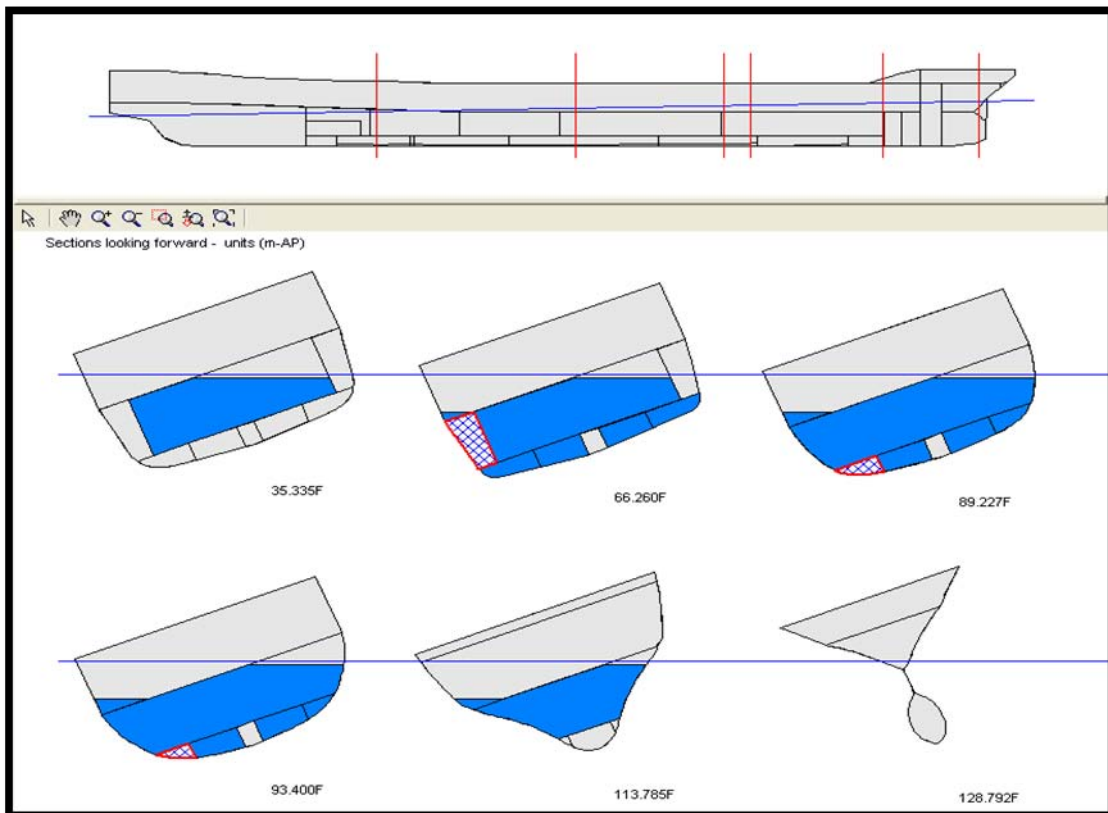 Sections looking forward - units (m-AP)
35.335F
66.260F
89.227F
93.400F
113.785F
128.792F